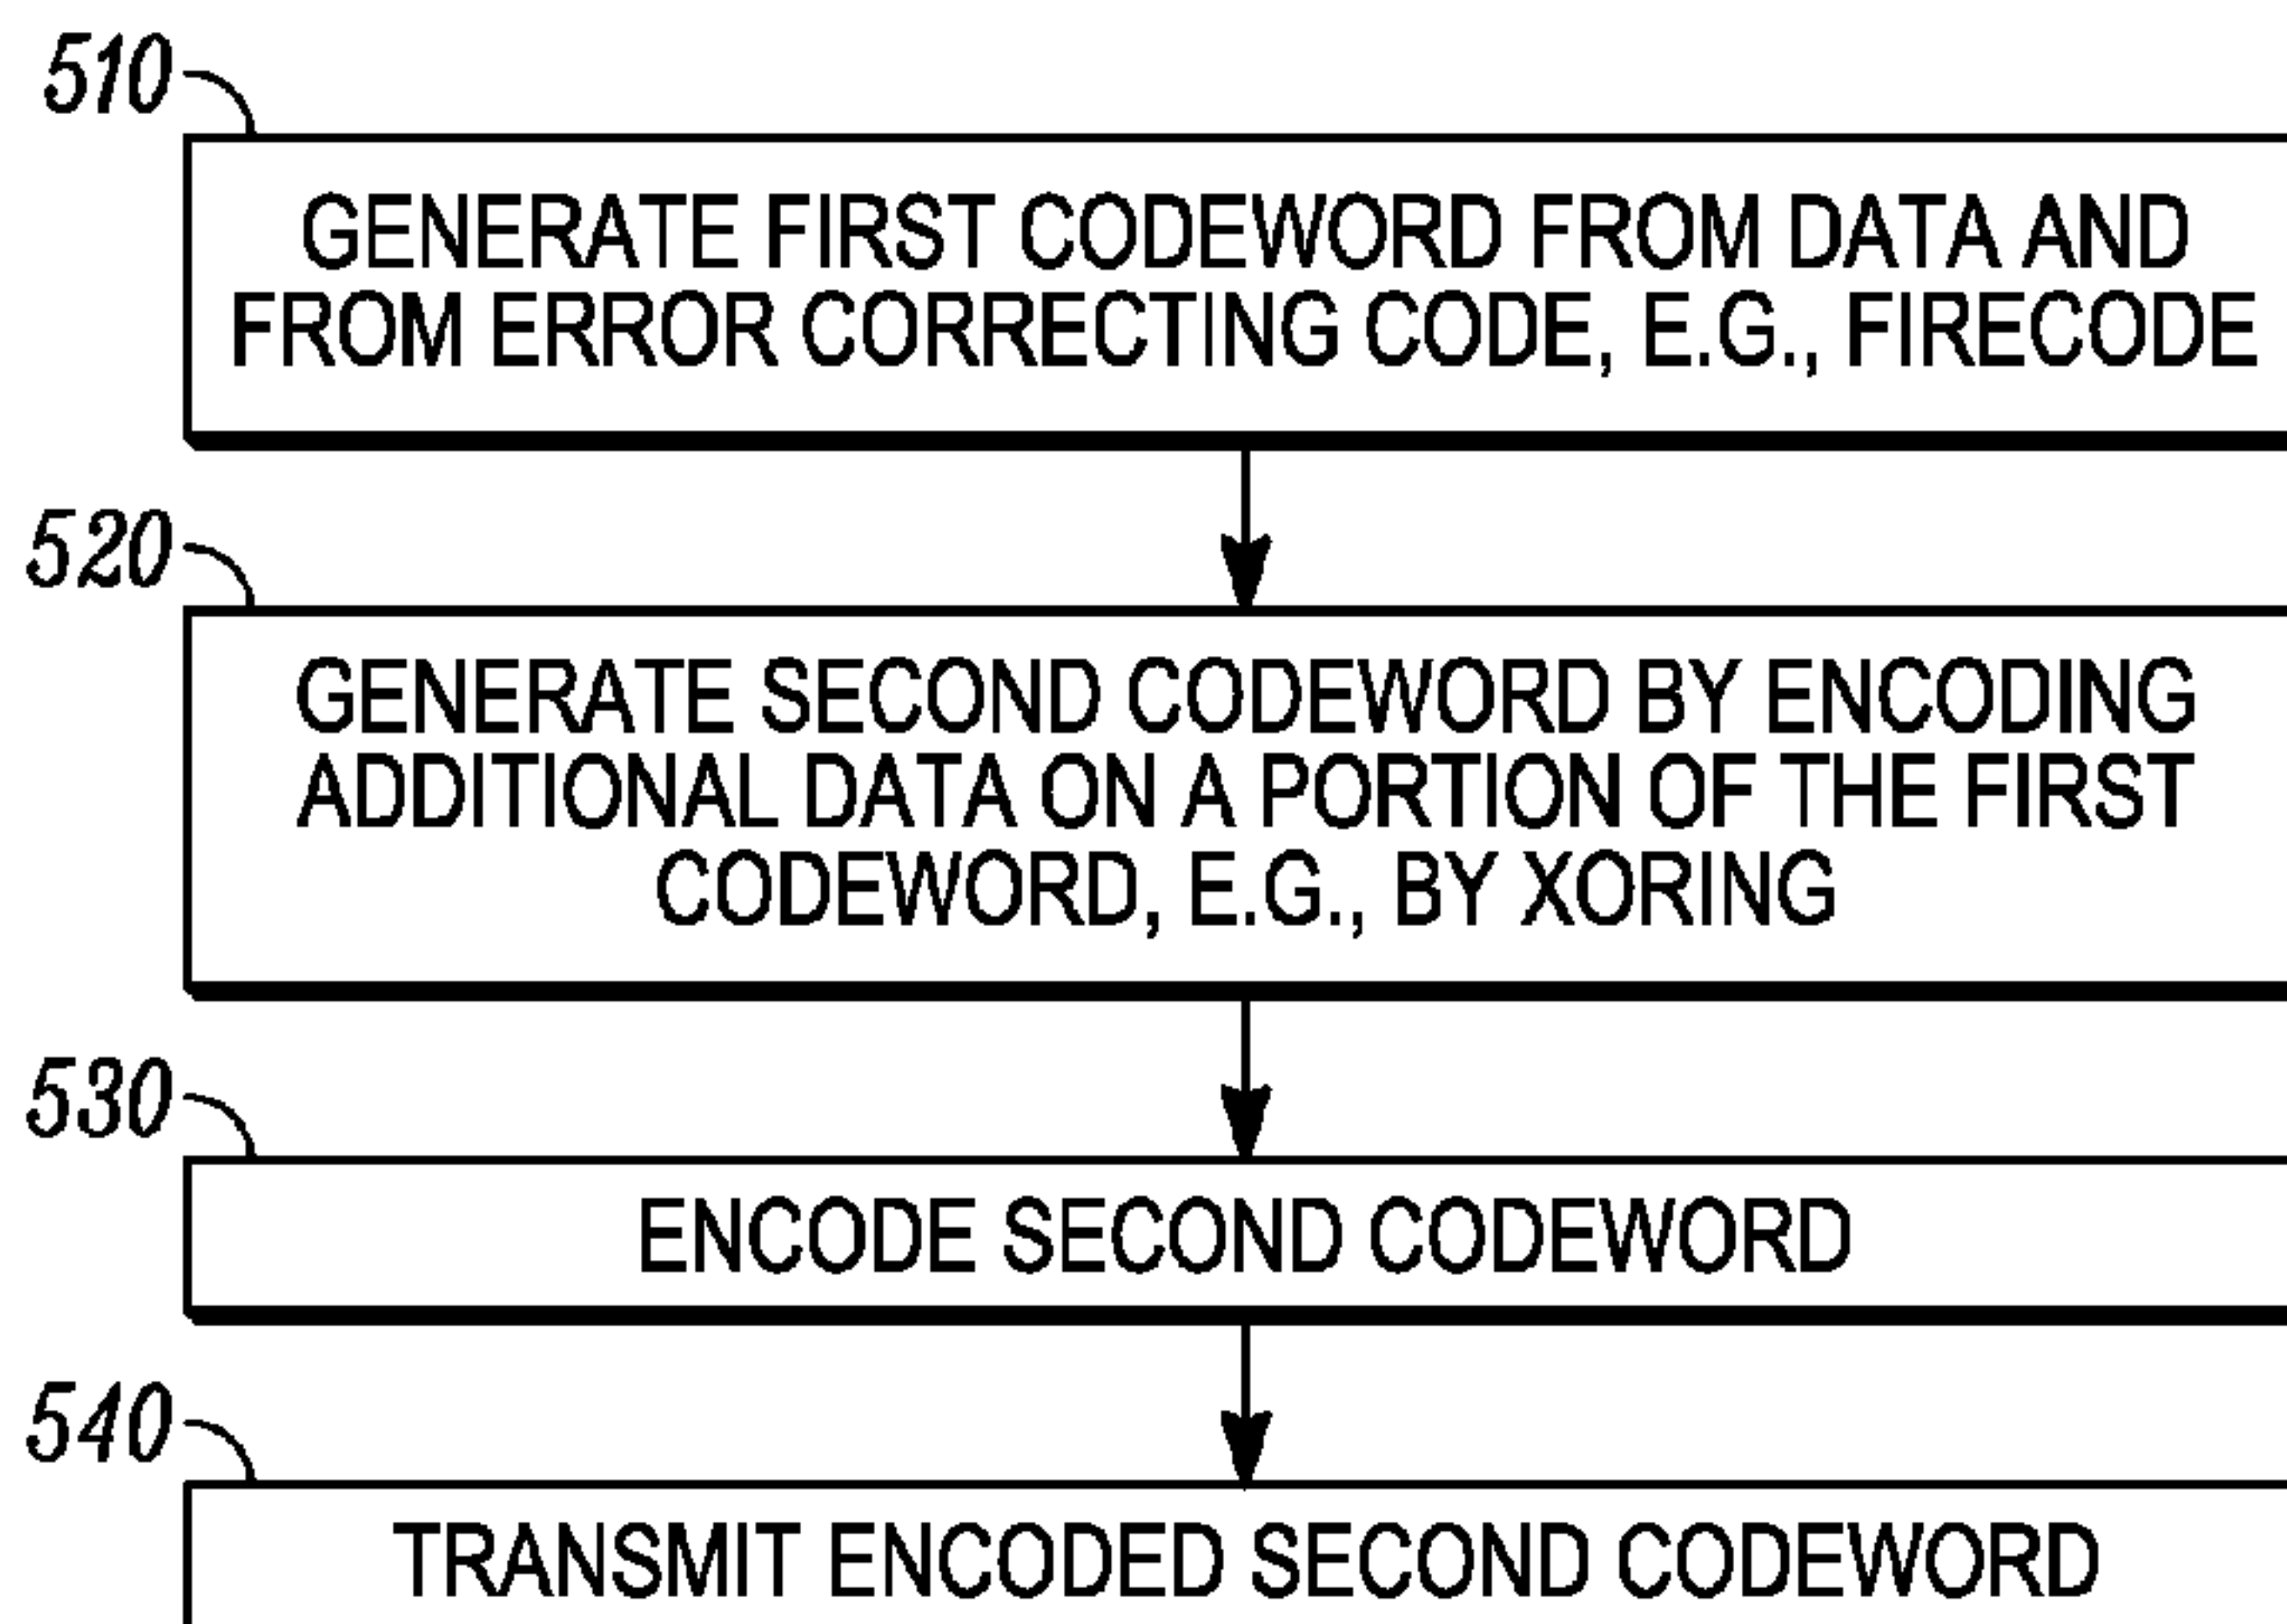 510
GENERATE FIRST CODEWORD FROM DATA AND
FROM ERROR CORRECTING CODE, E.G., FIRECODE
520
GENERATE SECOND CODEWORD BY ENCODING
ADDITIONAL DATA ON A PORTION OF THE FIRST
CODEWORD, E.G., BY XORING
530
ENCODE SECOND CODEWORD
540
TRANSMIT ENCODED SECOND CODEWORD